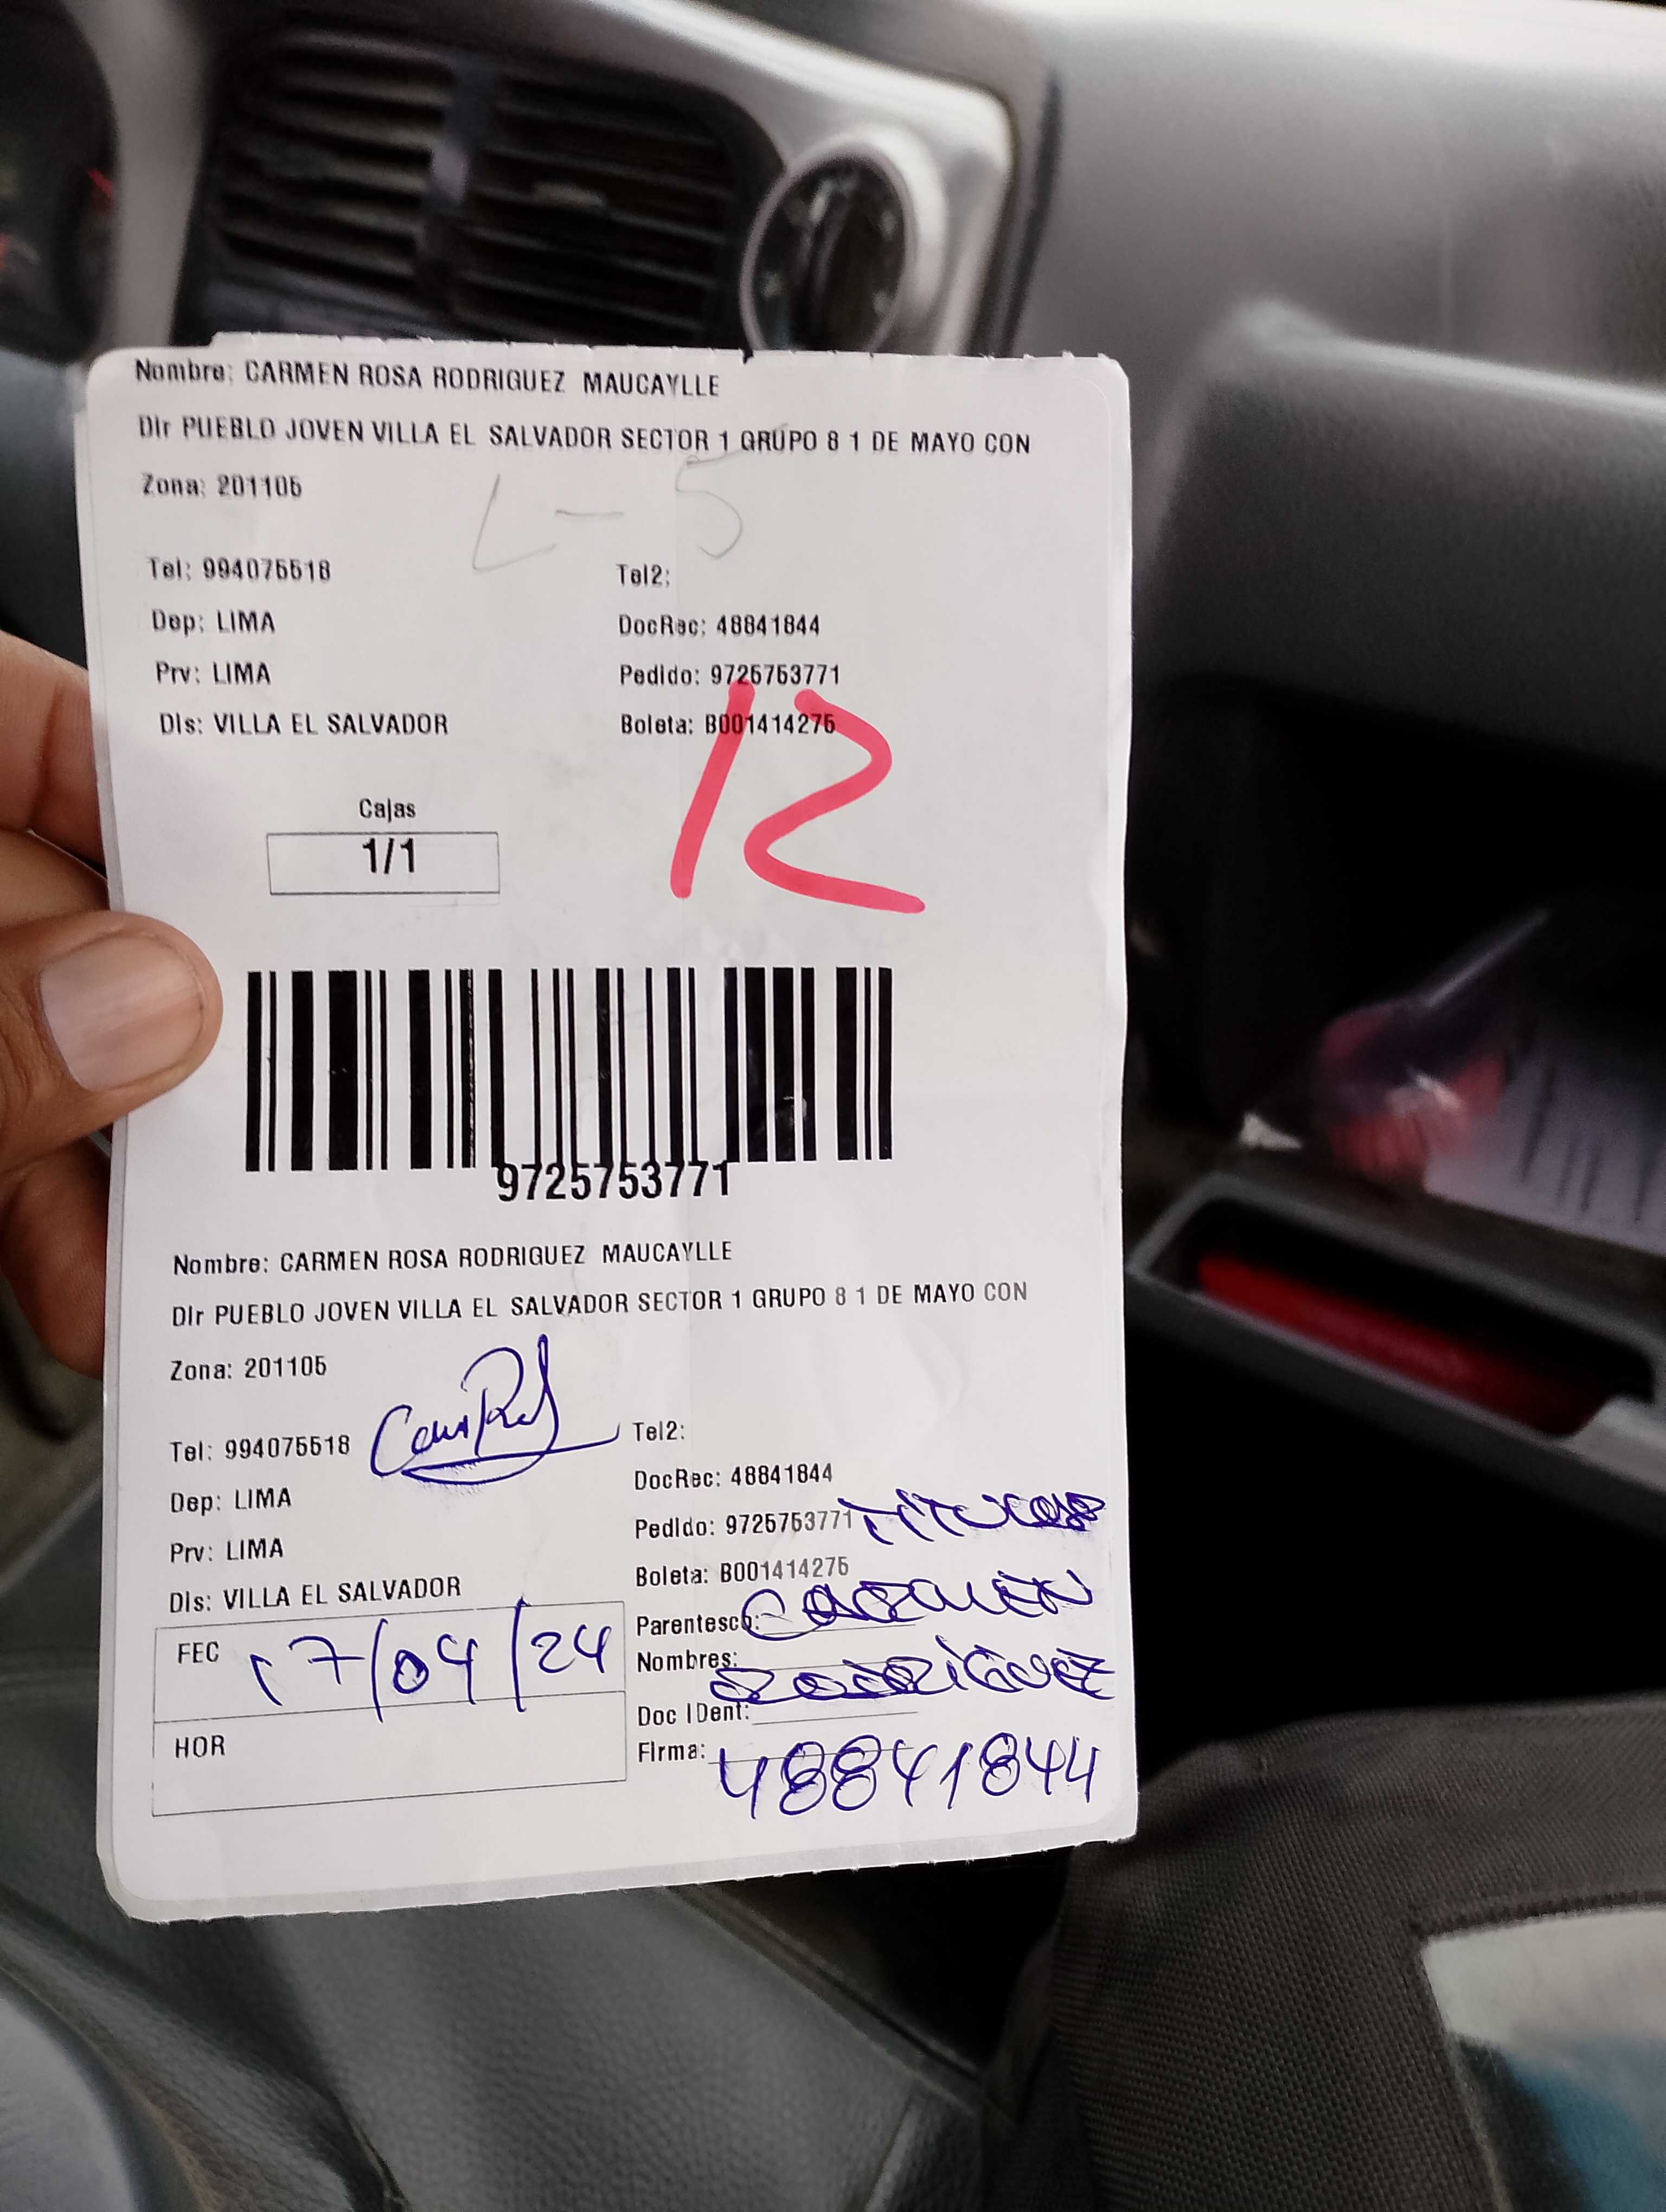 Nombre: CARMEN ROSA RODRIGUEZ MAUCAYLLE
Dir PUEBLO JOVEN VILLA EL SALVADOR SECTOR 1 GRUPO 8 1 DE MAYO CON
Zona: 201105
L-5
Tel: 994075518 Tel2:
Dep: LIMA DocRec: 48841844
Prv: LIMA Pedido: 9725753771
Dis: VILLA EL SALVADOR Boleta: B001414275
12
Cajas
1/1
9725753771
Nombre: CARMEN ROSA RODRIGUEZ MAUCAYLLE
Dir PUEBLO JOVEN VILLA EL SALVADOR SECTOR 1 GRUPO 8 1 DE MAYO CON
Zona: 201105
Tel: 994075518 Tel2:
Dep: LIMA DocRec: 48841844
Prv: LIMA Pedido: 9725753771 TITULAR
Dis: VILLA EL SALVADOR Boleta: B001414275
Parentesco: CARMEN
FEC 17/04/24 Nombres: RODRIGUEZ
Doc IDent:
HOR Firma: 48841844